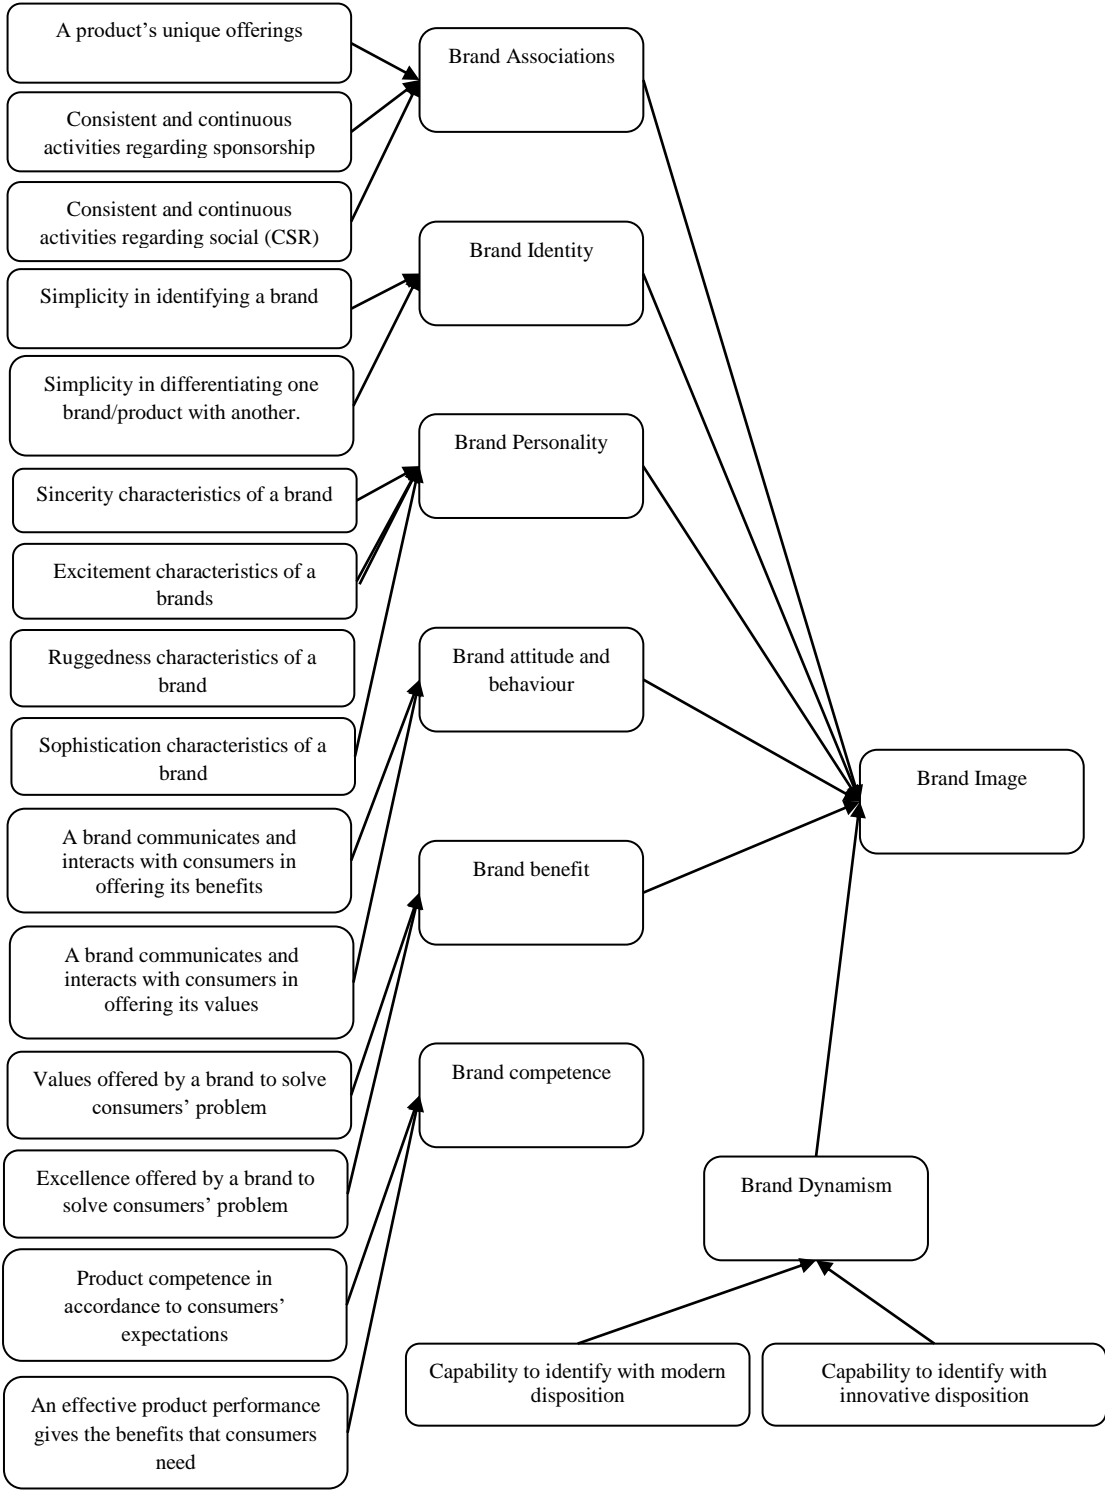 A product’s unique offerings
Consistent and continuous
activities regarding sponsorship
Consistent and continuous
activities regarding social (CSR)
Simplicity in identifying a brand
Simplicity in differentiating one
brand/product with another.
Sincerity characteristics of a brand
Excitement characteristics of a
brands
Ruggedness characteristics of a
brand
Sophistication characteristics of a
brand
A brand communicates and
interacts with consumers in
offering its benefits
A brand communicates and
interacts with consumers in
offering its values
Values offered by a brand to solve
consumers’ problem
Excellence offered by a brand to
solve consumers’ problem
Product competence in
accordance to consumers’
expectations
An effective product performance
gives the benefits that consumers
need
Brand Associations
Brand Identity
Brand Personality
Brand attitude and
behaviour
Brand benefit
Brand competence
Brand Image
Brand Dynamism
Capability to identify with modern
disposition
Capability to identify with
innovative disposition